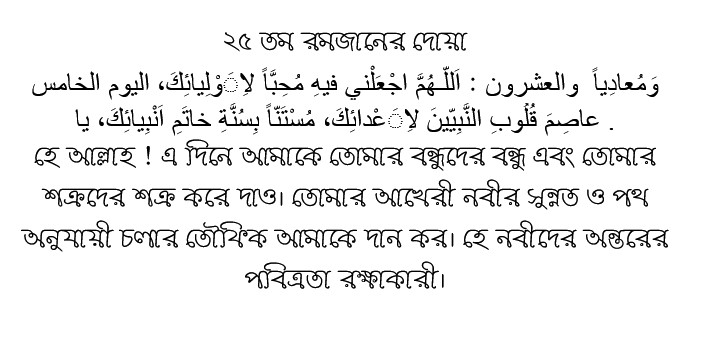 ২৫ তম রমজানের দোয়া
اليوم الخامس والعشرون : اَللّـهُمَّ اجْعَلْني فيهِ مُحِبَّاً لاَِوْلِيائِكَ، وَمُعادِياً
لاَِعْدائِكَ، مُسْتَنّاً بِسُنَّةِ خاتَمِ اَنْبِيائِكَ، يا عاصِمَ قُلُوبِ النَّبِيّينَ .
হে আল্লাহ ! এ দিনে আমাকে তোমার বন্ধুদের বন্ধু এবং তোমার
শত্রুদের শত্রু করে দাও। তোমার আখেরী নবীর সুন্নত ও পথ
অনুযায়ী চলার তৌফিক আমাকে দান কর। হে নবীদের অন্তরের
পবিত্রতা রক্ষাকারী।